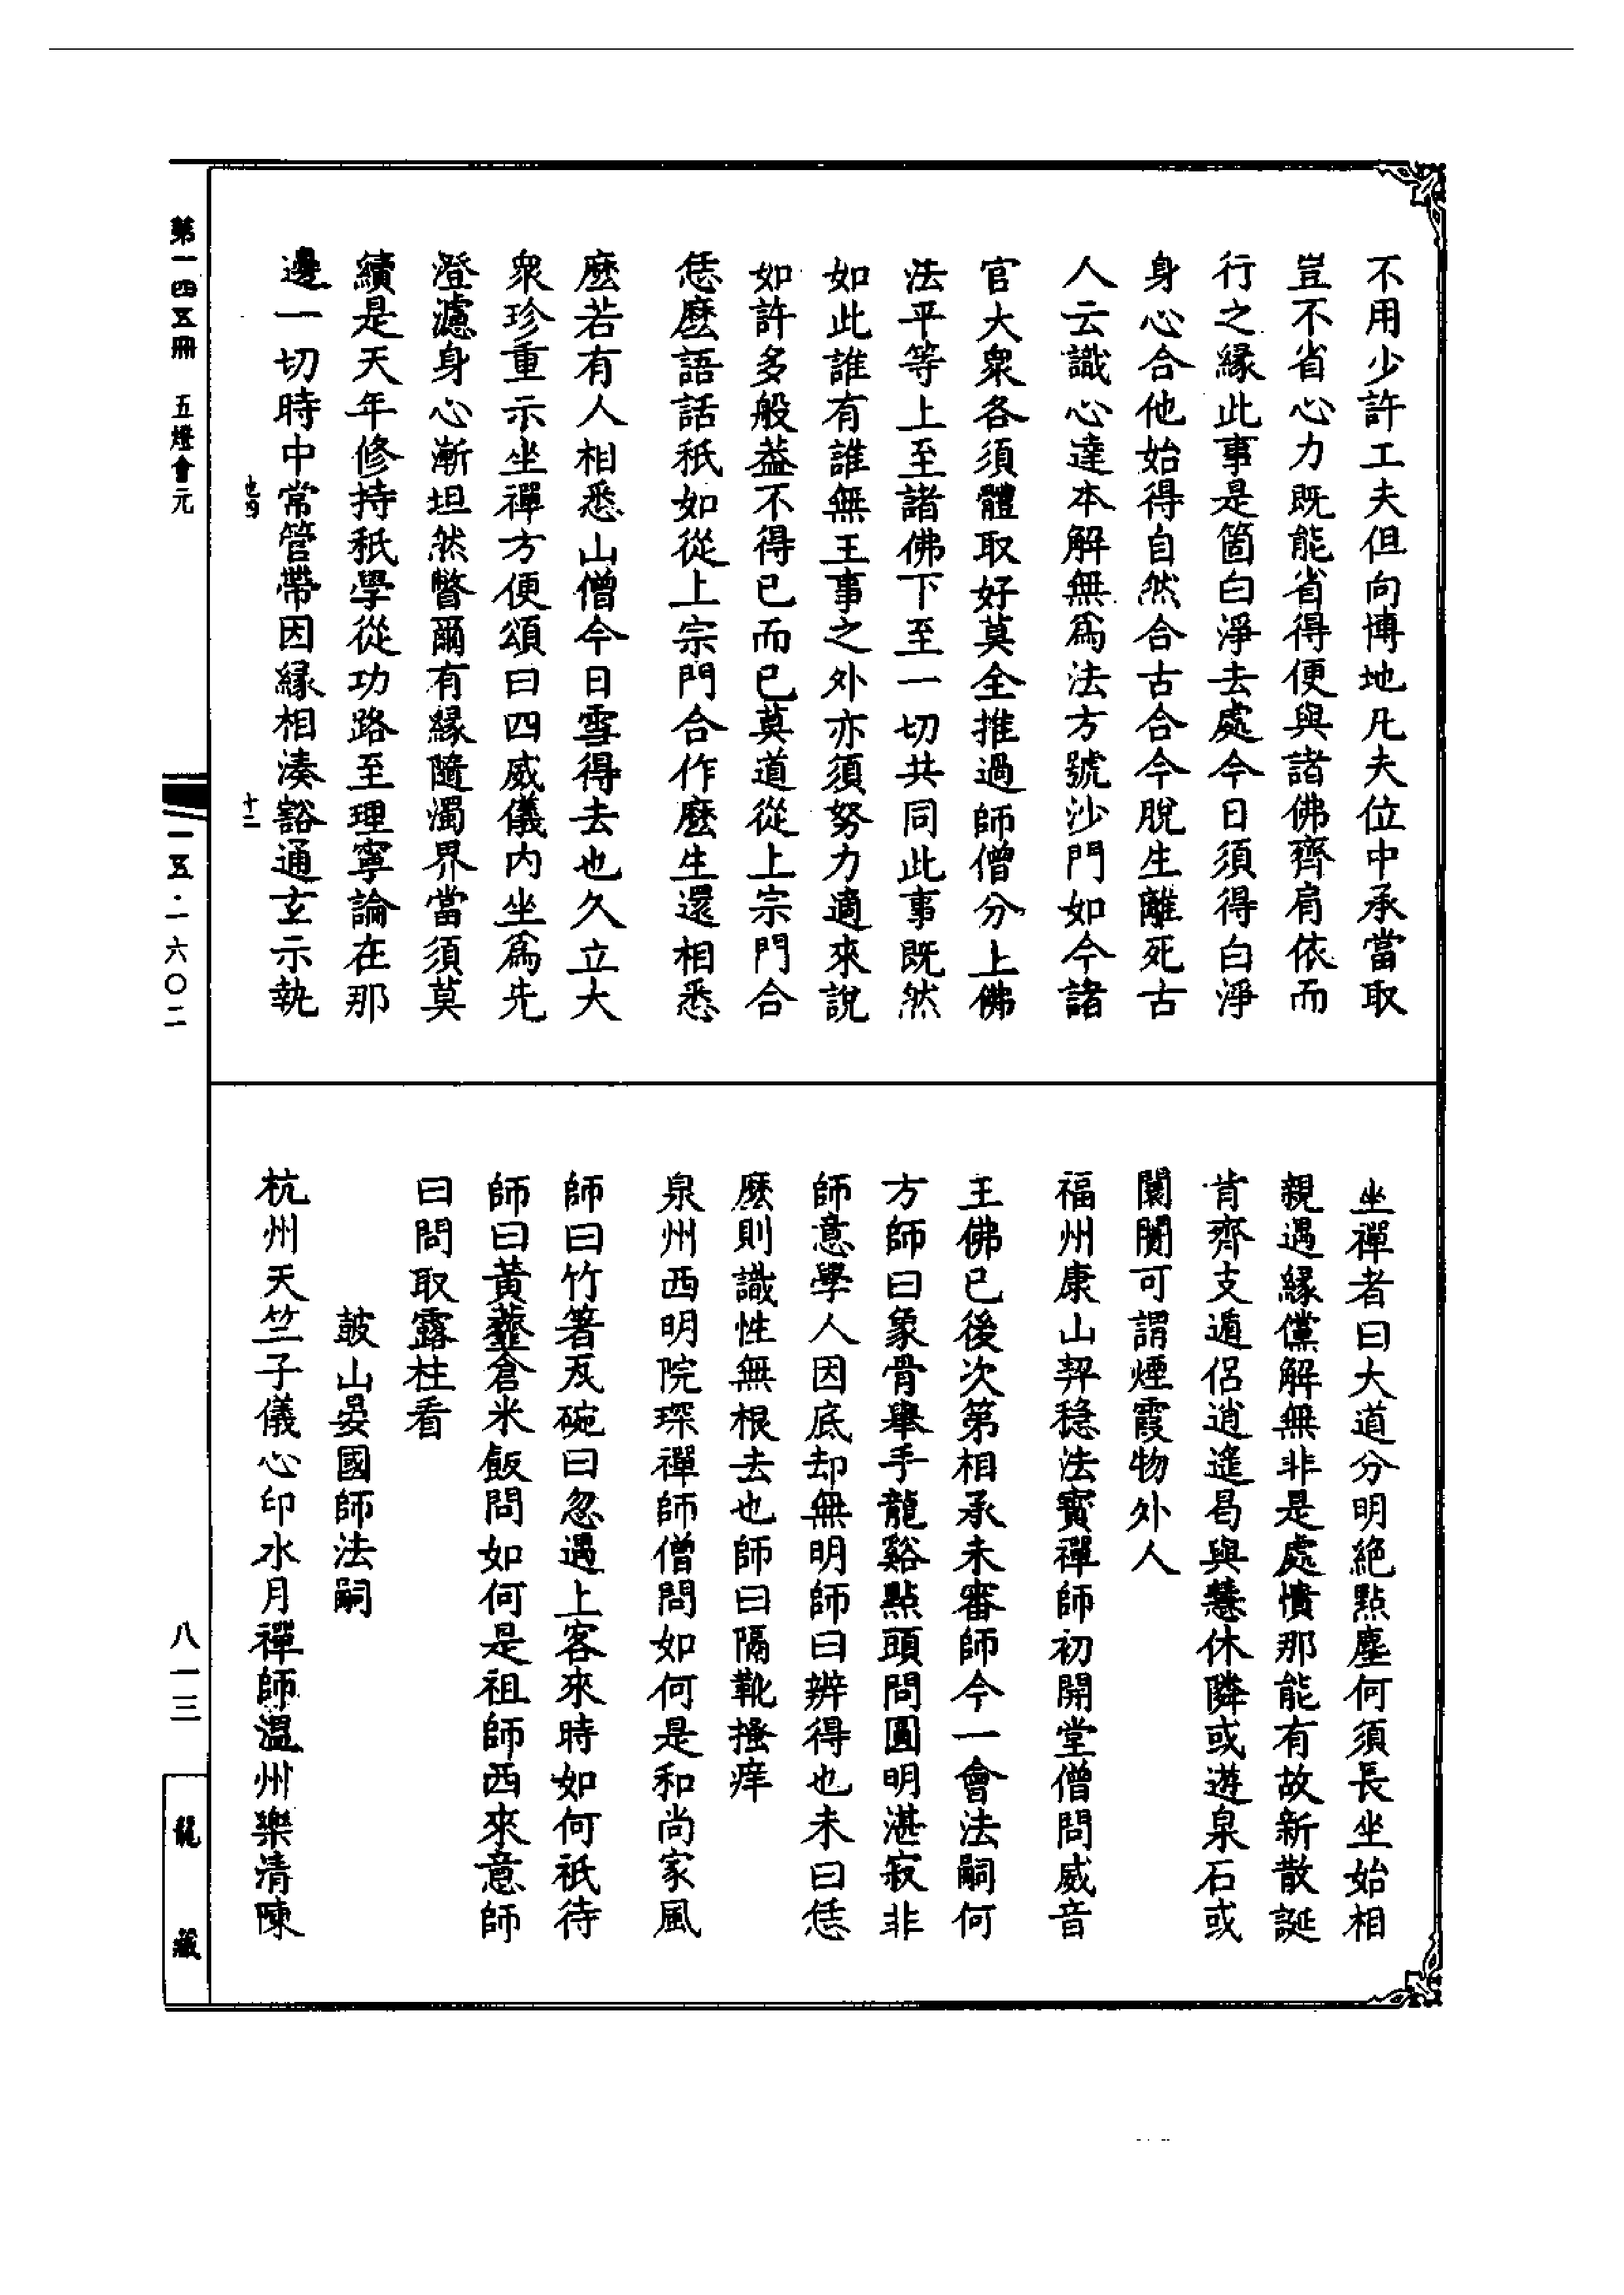 不用少許工夫但向博地凡夫位中承當取
豈不省心力既能省得便與諸佛齊肩依而
行之緣此事是箇白淨去處今日須得白淨
身心合他始得自然合古合今脫生離死古
人云識心達本解無為法方號沙門如今諸
官大衆各須體取好莫全推過師僧分上佛
法平等上至諸佛下至一切共同此事既然
如此誰有誰無王事之外亦須努力適來說
如許多般葢不得已而已莫道從上宗門合
恁麽語話秖如從上宗門合作麽生還相悉
麽若有人相悉山僧今日雪得去也久立大
衆珍重示坐禪方便頌曰四威儀內坐為先
澄濾身心漸坦然瞥爾有緣隨濁界當須莫
續是天年修持秖學從功路至理寧論在那
邊一切時中常管帶因緣相湊豁通玄示執
坐禪者曰大道分明絕點塵何須長坐始相
親遇緣儻解無非是處憒那能有故新散誕
肯齊支遁侶逍遙曷與慧休隣或遊泉石或
闤闠可謂煙霞物外人
福州康山契穩法寶禪師初開堂僧問威音
王佛已後次第相承未審師今一會法嗣何
方師曰象骨舉手龍谿點頭問圓明湛寂非
師意學人因底却無明師曰辨得也未曰恁
麽則識性無根去也師曰隔靴搔痒
泉州西明院琛禪師僧問如何是和尚家風
師曰竹箸瓦碗曰忽遇上客來時如何祇待
師曰黃虀倉米飯問如何是祖師西來意師
曰問取露柱看
鼓山晏國師法嗣
杭州天竺子儀心印水月禪師溫州樂清陳
第一四五冊 五燈會元
池四 十二
一五·一六〇二
八一三
龍藏